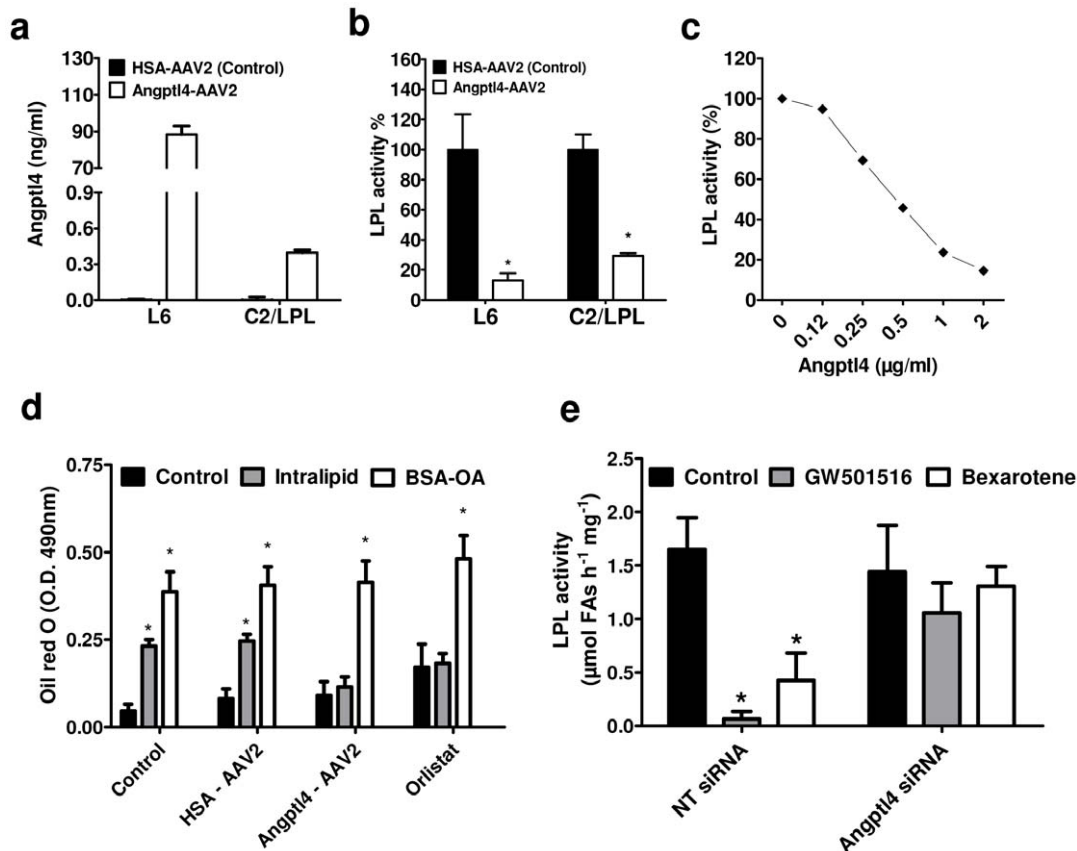 a
130
110
90
70
0.9
0.6
0.3
0.0
Angptl4 (ng/ml)
HSA-AAV2 (Control)
Angptl4-AAV2
L6
C2/LPL
b
160
140
120
100
80
60
40
20
0
LPL activity %
HSA-AAV2 (Control)
Angptl4-AAV2
*
*
L6
C2/LPL
c
120
100
80
60
40
20
0
LPL activity (%)
0
0.12
0.25
0.5
1
2
Angptl4 (µg/ml)
d
0.75
0.50
0.25
0.00
Oil red O (O.D. 490nm)
Control
Intralipid
BSA-OA
*
*
*
*
*
*
Control
HSA - AAV2
Angptl4 - AAV2
Orlistat
e
2.5
2.0
1.5
1.0
0.5
0.0
LPL activity
(µmol FAs h⁻¹ mg⁻¹)
Control
GW501516
Bexarotene
*
*
NT siRNA
Angptl4 siRNA